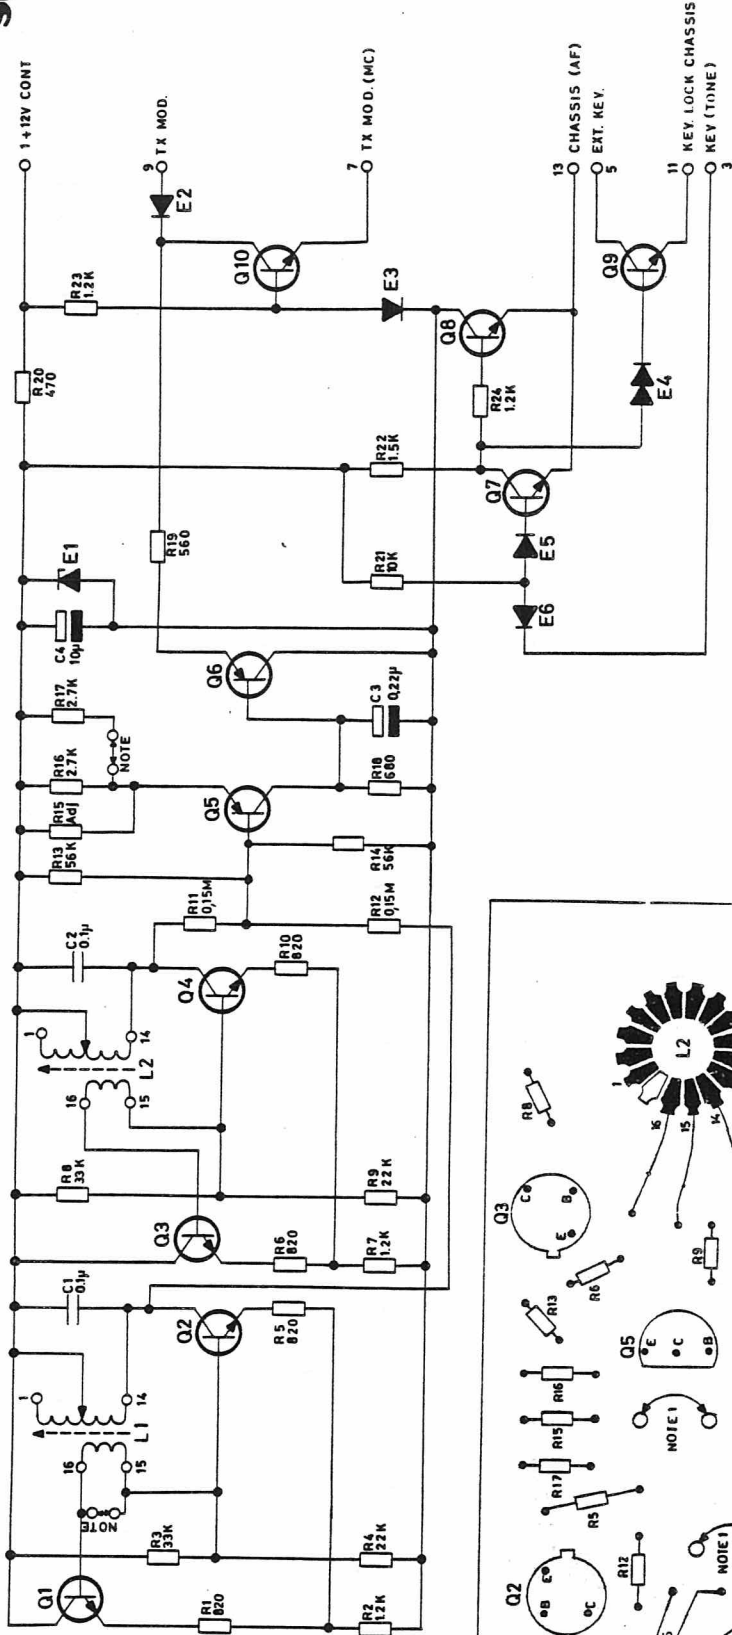 1 +12V CONT
9 TX MOD.
7 TX MOD. (MC)
13 CHASSIS (AF)
5 EXT. KEY.
11 KEY. LOCK CHASSIS
3 KEY (TONE)
E2
R23
1.2K
Q10
E3
R20
470
Q8
Q9
R24
1.2K
E4
R22
1.5K
Q7
R19
560
R21
10K
E5
E6
E1
C4
10µ
Q6
C3
0,22µ
R17
2.7K
NOTE
R16
2.7K
R15
Adj
R13
56K
Q5
R18
680
R14
56K
R11
0,15M
R12
0,15M
C2
0.1µ
Q4
R10
820
1
14
L2
16
15
R8
33K
R9
22K
Q3
R6
820
R7
1.2K
C1
0.1µ
Q2
R5
820
1
14
L1
16
15
NOTE
R3
33K
R4
22K
Q1
R1
820
R2
1.2K
R8
L2
1
16
15
14
Q3
C
B
E
R6
R9
R13
Q5
E
C
B
R16
R15
R17
NOTE 1
R5
Q2
B
E
C
R12
NOTE 1